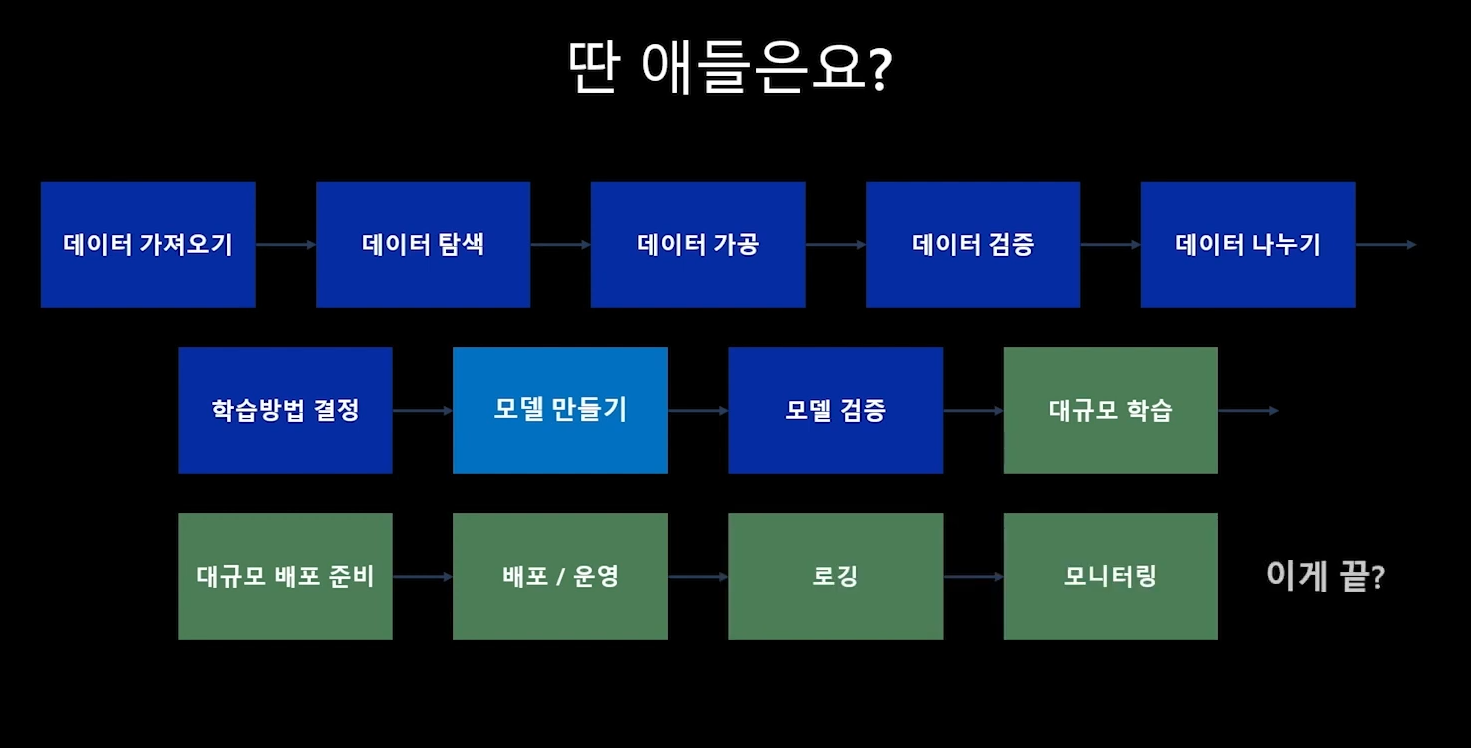 딴 애들은요?
데이터 가져오기
데이터 탐색
데이터 가공
데이터 검증
데이터 나누기
학습방법 결정
모델 만들기
모델 검증
대규모 학습
대규모 배포 준비
배포 / 운영
로깅
모니터링
이게 끝?